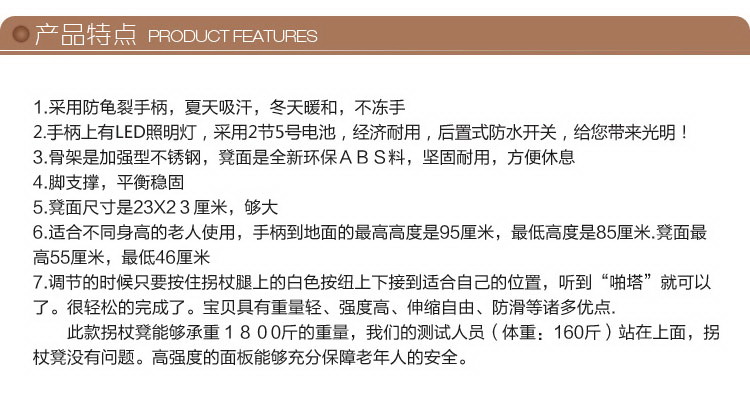 产品特点 PRODUCT FEATURES
1.采用防龟裂手柄，夏天吸汗，冬天暖和，不冻手
2.手柄上有LED照明灯，采用2节5号电池，经济耐用，后置式防水开关，给您带来光明！
3.骨架是加强型不锈钢，凳面是全新环保ＡＢＳ料，坚固耐用，方便休息
4.脚支撑，平衡稳固
5.凳面尺寸是23X2３厘米，够大
6.适合不同身高的老人使用，手柄到地面的最高高度是95厘米，最低高度是85厘米.凳面最
高55厘米，最低46厘米
7.调节的时候只要按住拐杖腿上的白色按纽上下接到适合自己的位置，听到“啪塔”就可以
了。很轻松的完成了。宝贝具有重量轻、强度高、伸缩自由、防滑等诸多优点.
此款拐杖凳能够承重１８００斤的重量，我们的测试人员（体重：160斤）站在上面，拐
杖凳没有问题。高强度的面板能够充分保障老年人的安全。